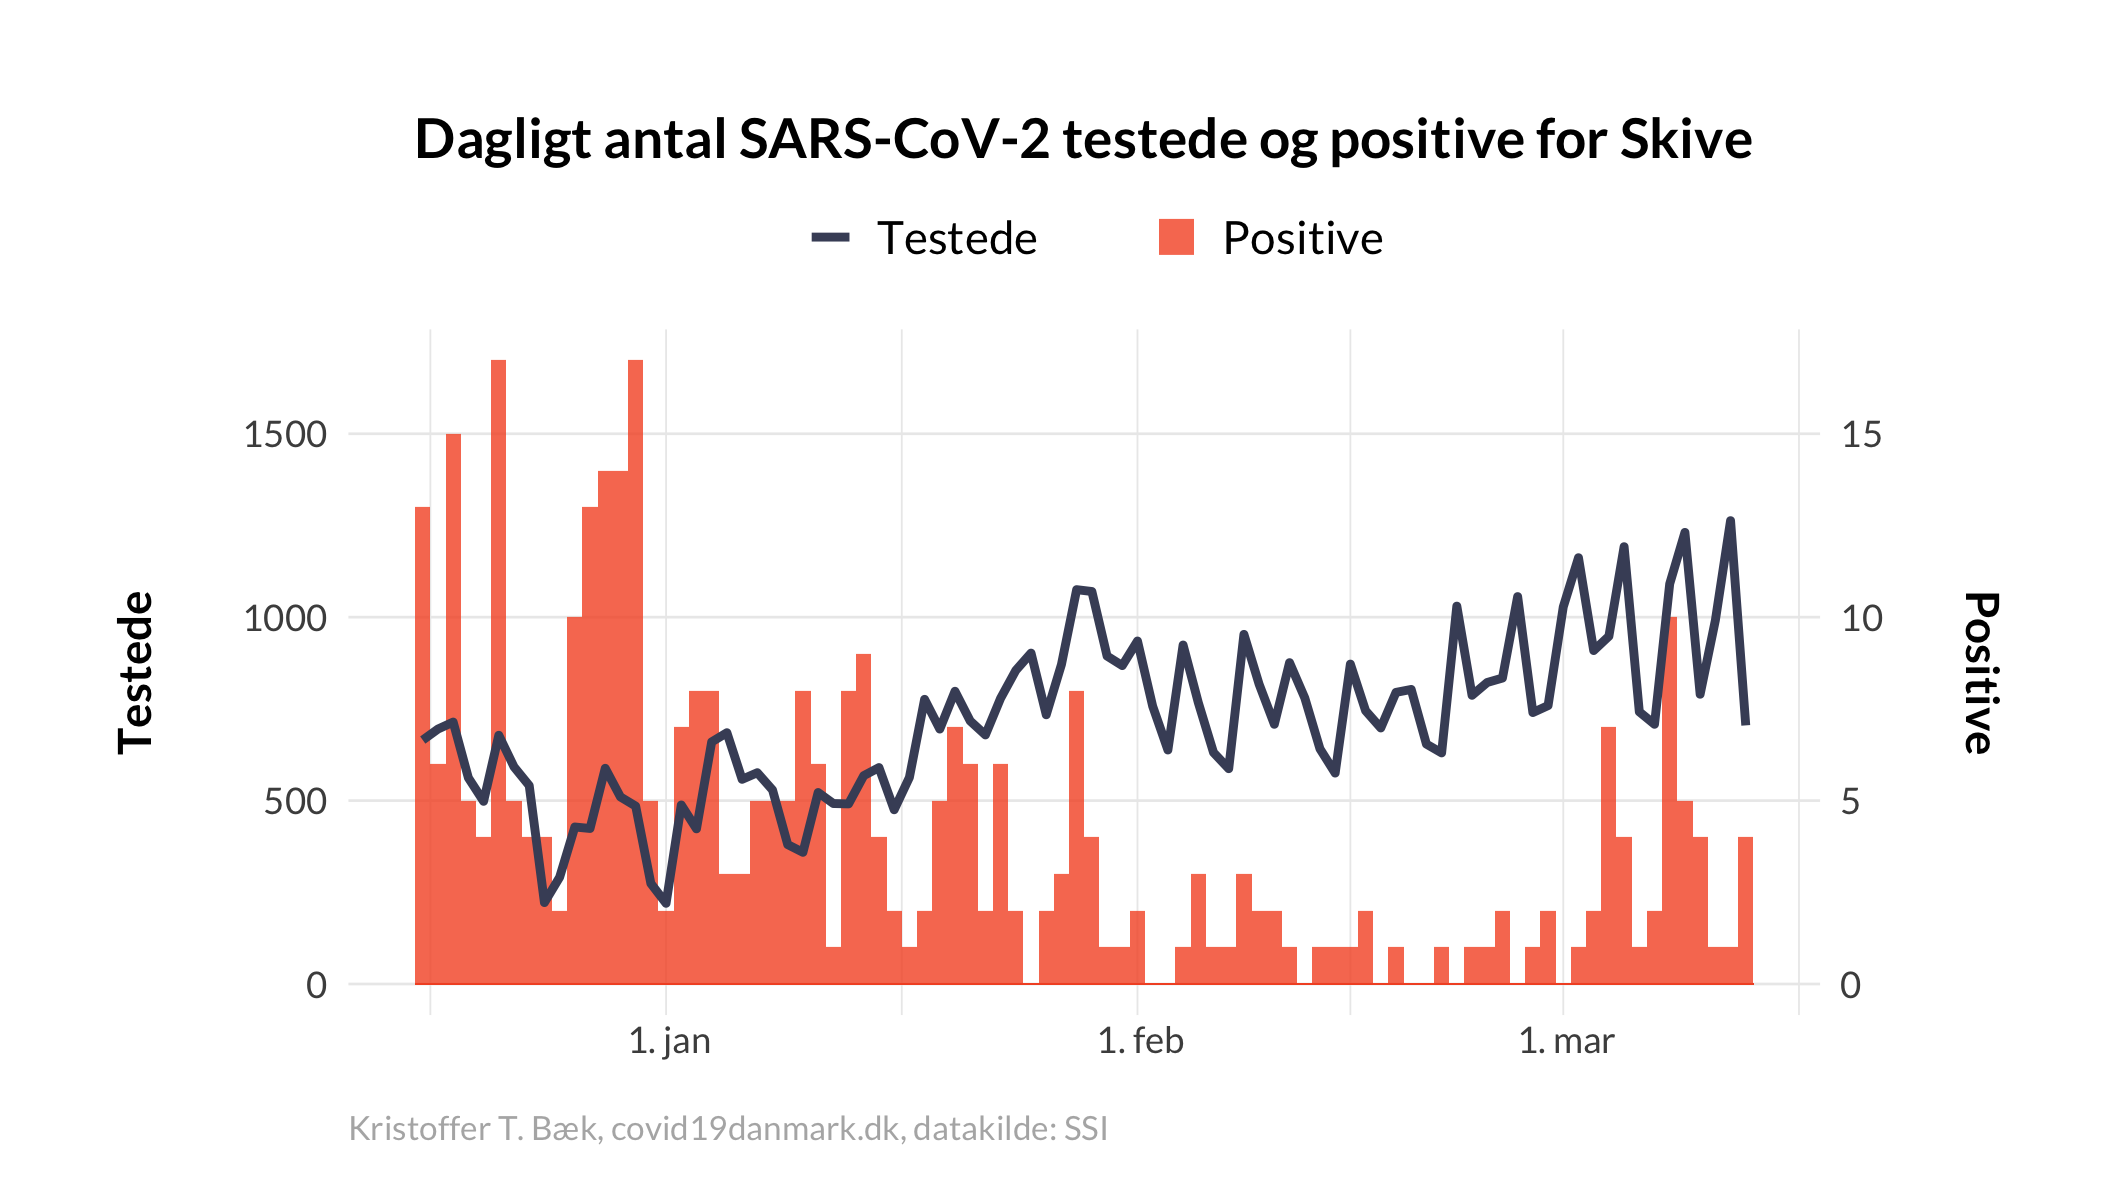 Dagligt antal SARS-CoV-2 testede og positive for Skive
Testede
Positive
1500
1000
500
0
Testede
15
10
5
0
Positive
1. jan
1. feb
1. mar
Kristoffer T. Bæk, covid19danmark.dk, datakilde: SSI